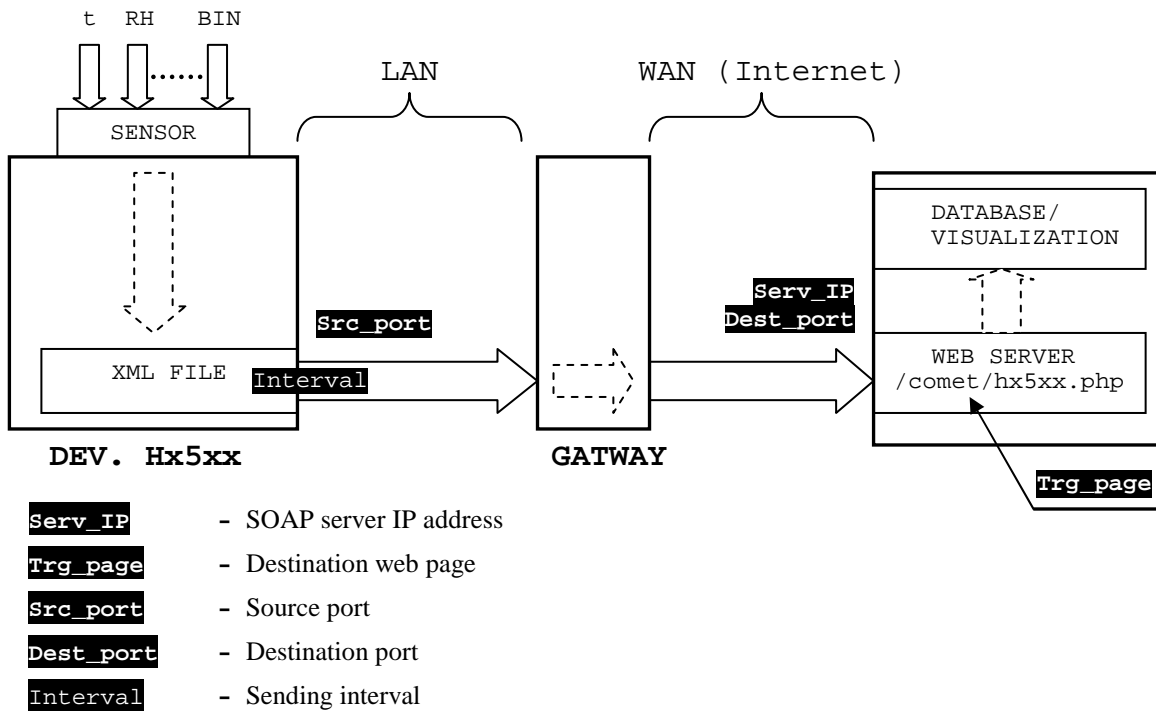 t RH BIN
LAN
WAN (Internet)
SENSOR
DATABASE/
VISUALIZATION
Serv_IP
Dest_port
Src_port
XML FILE
Interval
WEB SERVER
/comet/hx5xx.php
DEV. Hx5xx
GATWAY
Trg_page
Serv_IP - SOAP server IP address
Trg_page - Destination web page
Src_port - Source port
Dest_port - Destination port
Interval - Sending interval